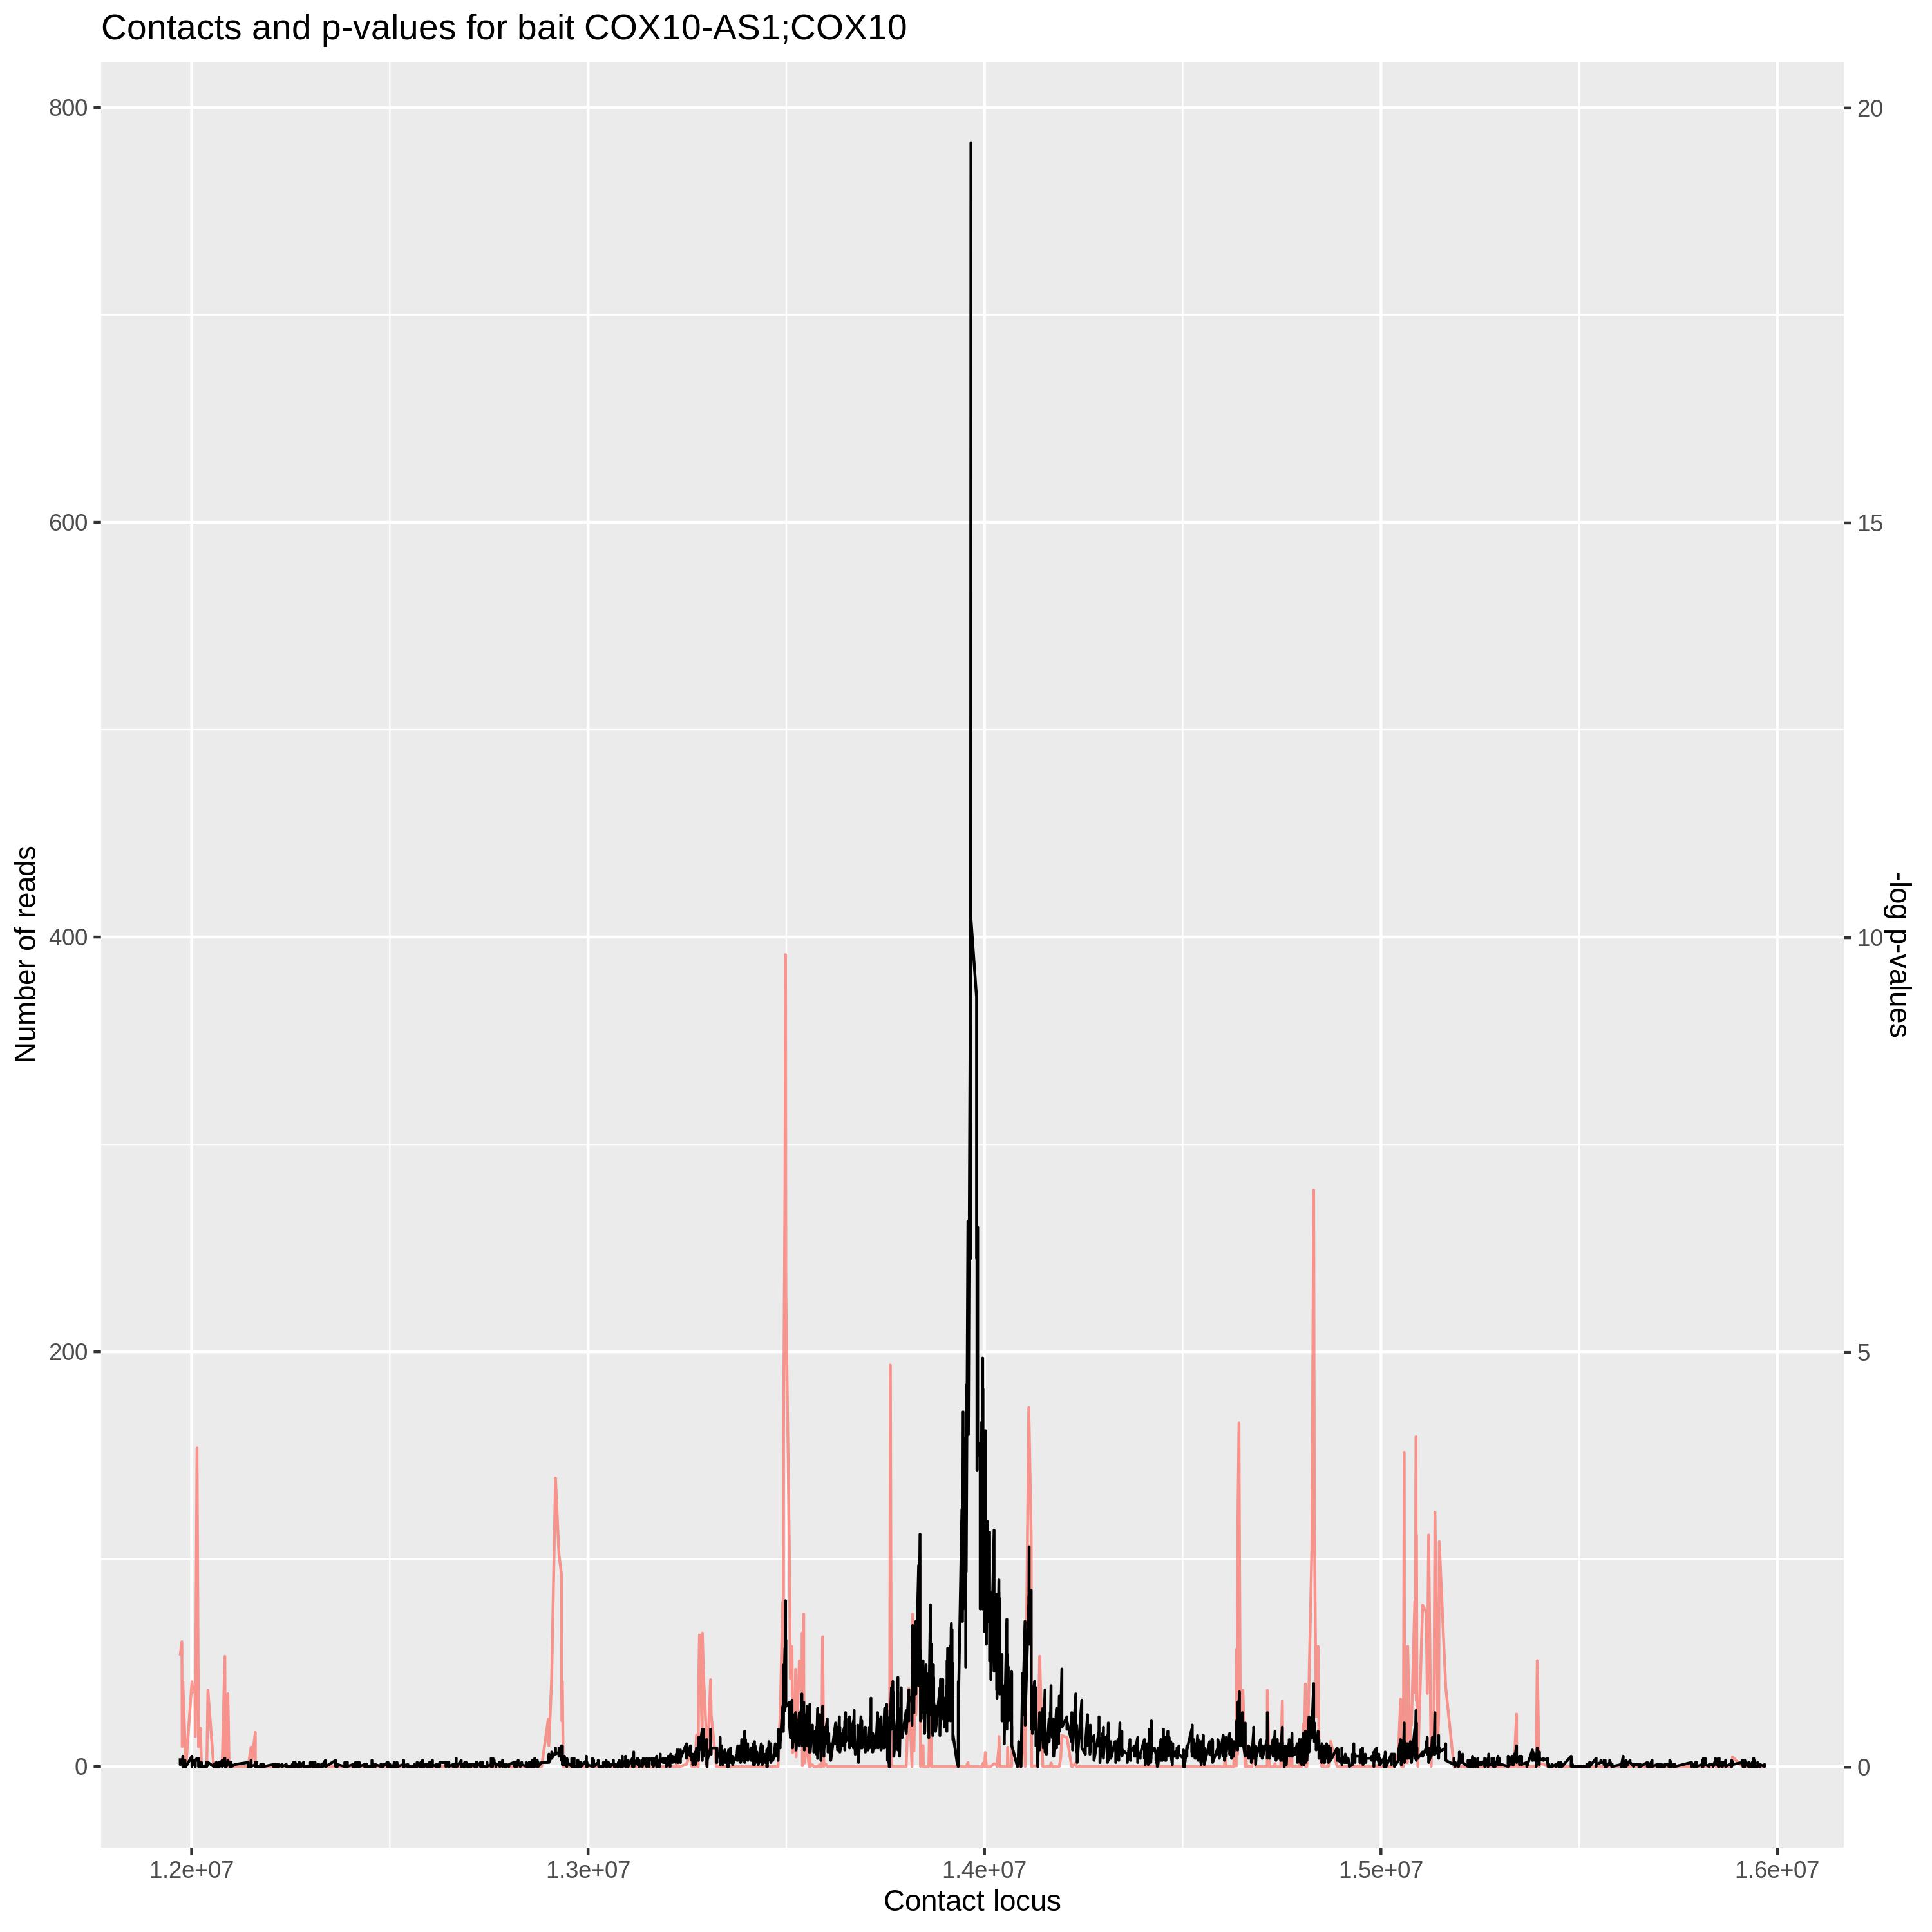 Contacts and p-values for bait COX10-AS1;COX10
800
600
400
200
0
Number of reads
20
15
10
5
0
-log p-values
1.2e+07
1.3e+07
1.4e+07
1.5e+07
1.6e+07
Contact locus